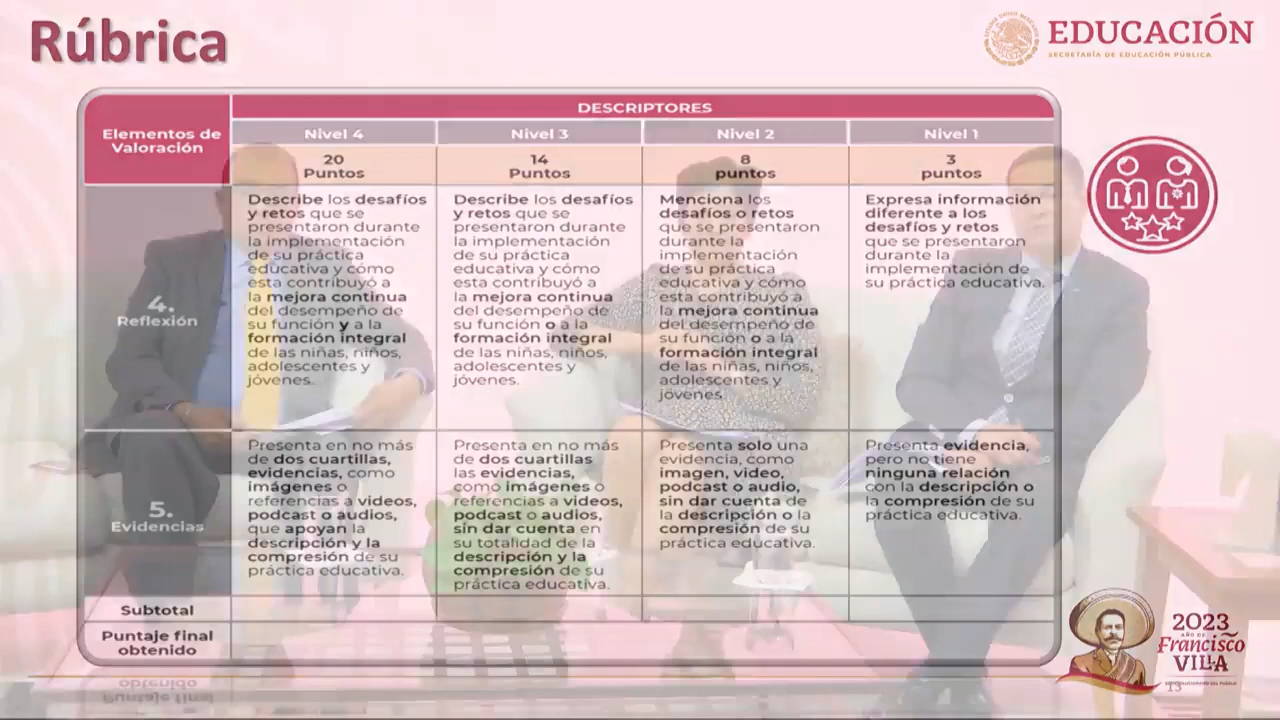 Rúbrica
EDUCACIÓN
SECRETARÍA DE EDUCACIÓN PÚBLICA
Elementos de
Valoración
DESCRIPTORES
Nivel 4
Nivel 3
Nivel 2
Nivel 1
20
Puntos
14
Puntos
8
puntos
3
puntos
4.
Reflexión
Describe los desafíos
y retos que se
presentaron durante
la implementación
de su práctica
educativa y cómo
esta contribuyó a
la mejora continua
del desempeño de
su función y a la
formación integral
de las niñas, niños,
adolescentes y
jóvenes.
Describe los desafíos
y retos que se
presentaron durante
la implementación
de su práctica
educativa y cómo
esta contribuyó a
la mejora continua
del desempeño de
su función o a la
formación integral
de las niñas, niños,
adolescentes y
jóvenes.
Menciona los
desafíos o retos
que se presentaron
durante la
implementación
de su práctica
educativa y cómo
esta contribuyó a
la mejora continua
del desempeño de
su función o a la
formación integral
de las niñas, niños,
adolescentes y
jóvenes.
Expresa información
diferente a los
desafíos y retos
que se presentaron
durante la
implementación de
su práctica educativa.
5.
Evidencias
Presenta en no más
de dos cuartillas,
evidencias, como
imágenes o
referencias a videos,
podcast o audios,
que apoyan la
descripción y la
compresión de su
práctica educativa.
Presenta en no más
de dos cuartillas
las evidencias,
como imágenes o
referencias a videos,
podcast o audios,
sin dar cuenta en
su totalidad de la
descripción y la
compresión de su
práctica educativa.
Presenta solo una
evidencia, como
imagen, video,
podcast o audio,
sin dar cuenta de
la descripción o la
compresión de su
práctica educativa.
Presenta evidencia,
pero no tiene
ninguna relación
con la descripción o
la compresión de su
práctica educativa.
Subtotal
Puntaje final
obtenido
2023
AÑO DE
Francisco
VILLA
13